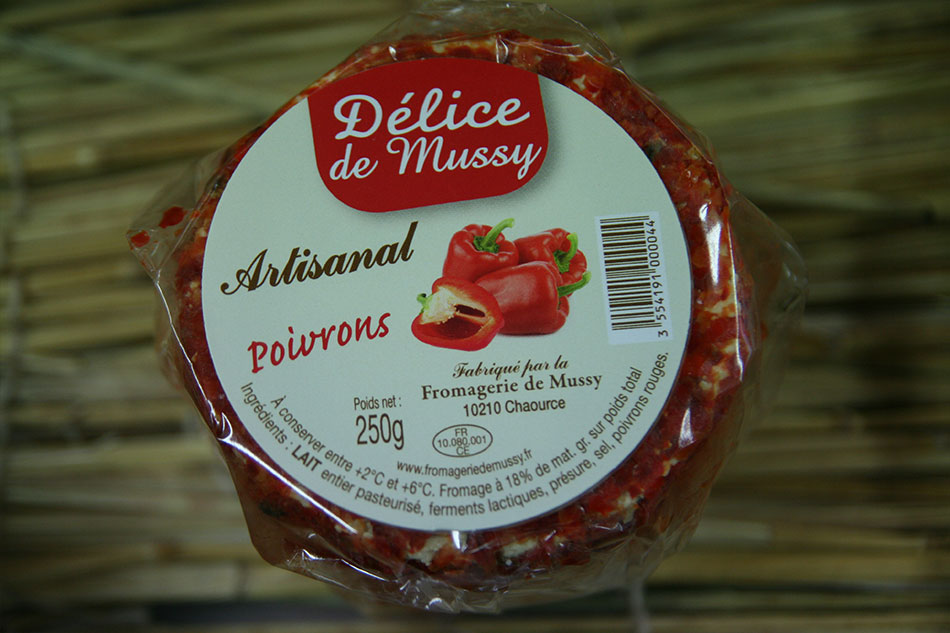 Délice
de Mussy
Artisanal
Poivrons
3 554191 000044
Fabriqué par la
Fromagerie de Mussy
10210 Chaource
Poids net :
250g
FR
10.080.001
CE
www.fromageriedemussy.fr
À conserver entre +2°C et +6°C. Fromage à 18% de mat. gr. sur poids total
Ingrédients : LAIT entier pasteurisé, ferments lactiques, présure, sel, poivrons rouges.